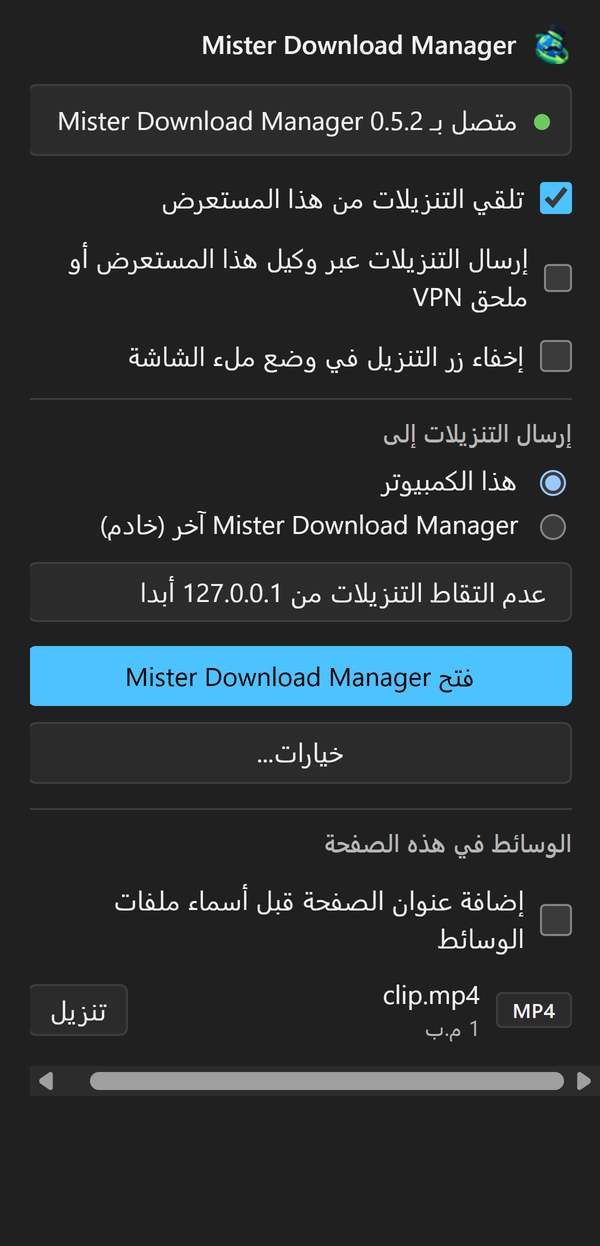 Mister Download Manager
متصل بـ Mister Download Manager 0.5.2
تلقي التنزيلات من هذا المستعرض
إرسال التنزيلات عبر وكيل هذا المستعرض أو
ملحق VPN
إخفاء زر التنزيل في وضع ملء الشاشة
إرسال التنزيلات إلى
هذا الكمبيوتر
Mister Download Manager آخر (خادم)
عدم التقاط التنزيلات من 127.0.0.1 أبدا
فتح Mister Download Manager
خيارات...
الوسائط في هذه الصفحة
إضافة عنوان الصفحة قبل أسماء ملفات
الوسائط
MP4
clip.mp4
1 م.ب
تنزيل